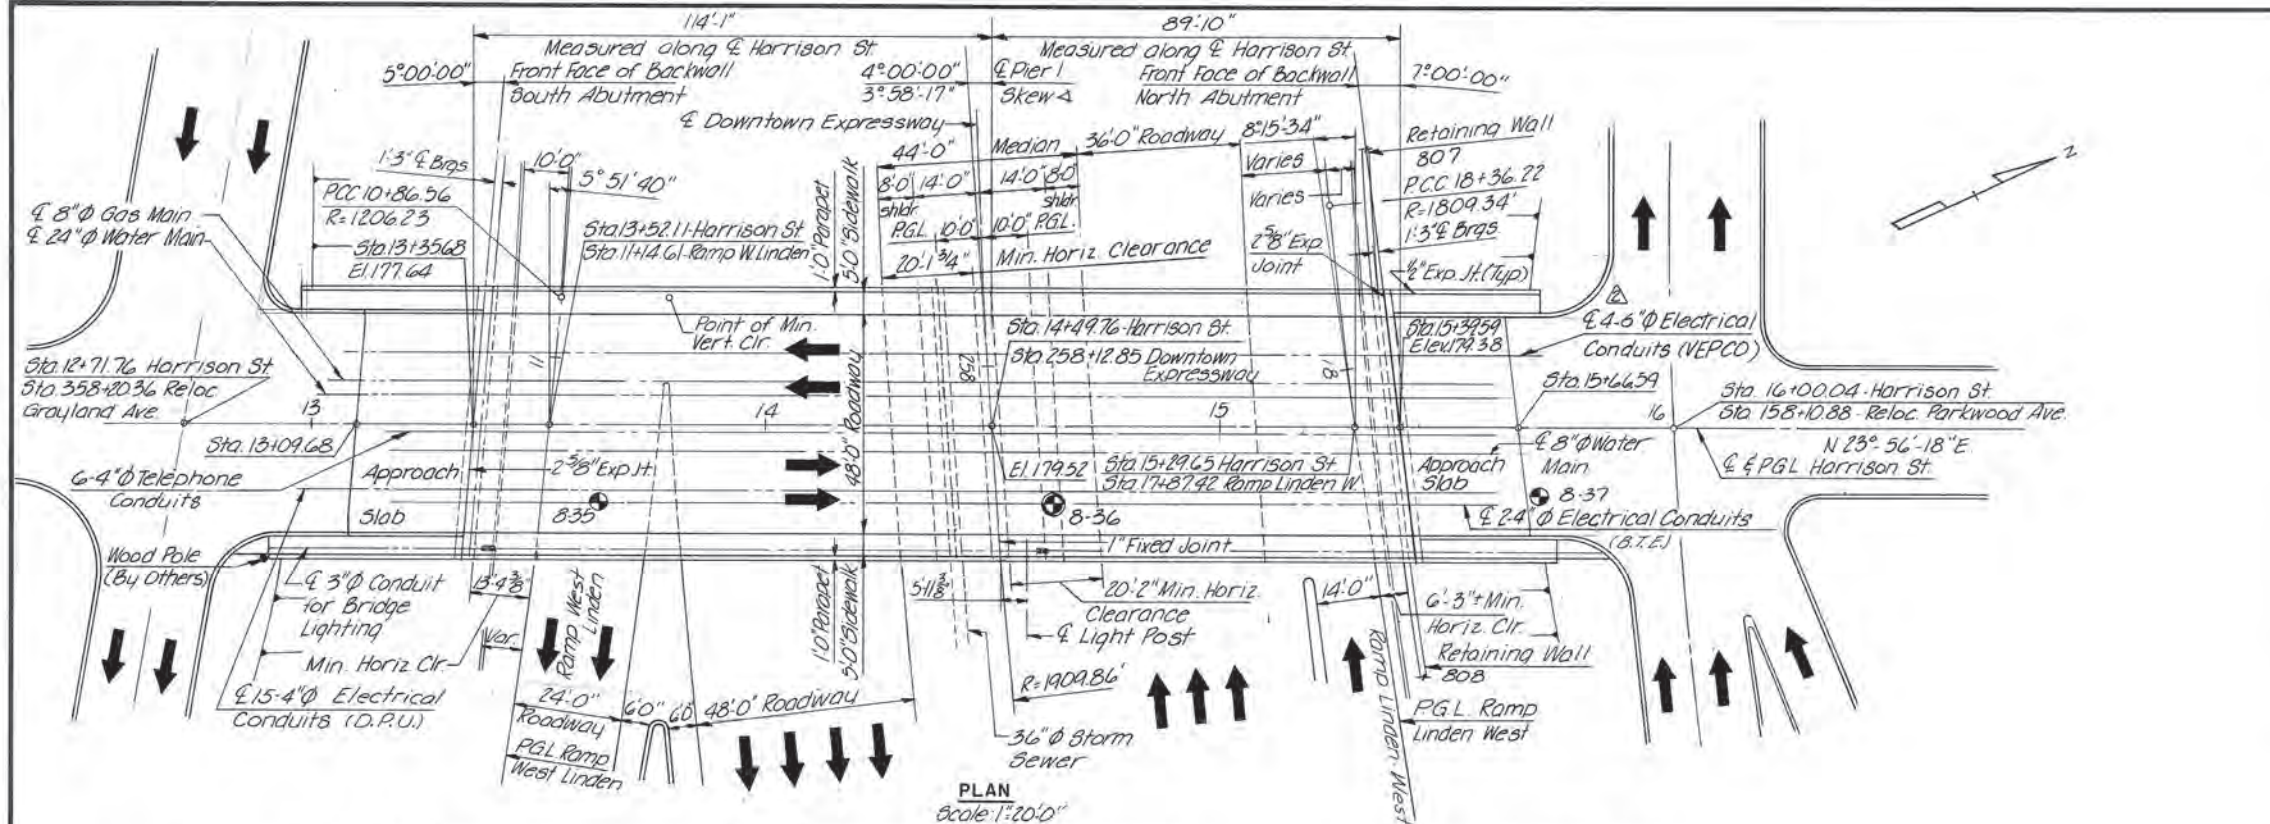 114'-1"
89'-10"
Measured along ℄ Harrison St.
Measured along ℄ Harrison St.
5°00'00"
Front Face of Backwall
South Abutment
4°00'00"
3°58'-17"
℄ Pier 1
Skew ∡
Front Face of Backwall
North Abutment
7°00'-00"
℄ Downtown Expressway
44'-0"
Median
36'0" Roadway
8°15'-34"
Retaining Wall
807
1'-3" ℄ Brgs
10'-0"
5° 51' 40"
8'-0"
14'-0"
14'-0"
8'-0"
shldr.
shldr.
Varies
Varies
P.C.C. 18+36.22
R=1809.34'
PCC 10+86.56
R=1206.23
1'-0" Parapet
5'-0" Sidewalk
P.G.L.
10'-0"
10'-0" P.G.L.
20'-1 3/4"
Min. Horiz. Clearance
2 5/8" Exp.
Joint
1'-3" ℄ Brgs.
1/2" Exp. Jt. (Typ)
℄ 8"Φ Gas Main
℄ 24"Φ Water Main
Sta.13+35.68
El.177.64
Sta.13+52.11-Harrison St.
Sta.11+14.61-Ramp W.Linden
2
Point of Min.
Vert. Clr.
Sta. 14+49.76-Harrison St.
Sta. 258+12.85 Downtown
Expressway
Sta.15+39.59
Elev.179.38
℄ 4-6"Φ Electrical
Conduits (VEPCO)
Sta. 12+71.76 Harrison St
Sta. 358+20.36 Reloc
Grayland Ave.
13
11
14
258
15
18
16
48'-0" Roadway
Sta.15+66.59
Sta. 16+00.04-Harrison St.
Sta. 158+10.88-Reloc. Parkwood Ave.
N 23°-56'-18"E
℄ & PGL Harrison St.
Sta. 13+09.68
6-4"Φ Telephone
Conduits
Approach
Slab
2 5/8" Exp.Jt.
El.179.52
Sta.15+29.65 Harrison St
Sta. 17+87.42 Ramp Linden W.
Approach
Slab
℄ 8"Φ Water
Main
B-35
B-36
B-37
℄ 2-4"Φ Electrical Conduits
(B.T.E.)
Wood Pole
(By Others)
1" Fixed Joint
℄ 3"Φ Conduit
for Bridge
Lighting
13'-4 3/8"
Ramp West
Linden
1'-0" Parapet
5'-0" Sidewalk
20'-2" Min. Horiz.
Clearance
℄ Light Post
14'-0"
6'-3"± Min.
Horiz. Clr.
Retaining Wall
808
Var.
Min. Horiz Clr.
℄ 15-4"Φ Electrical
Conduits (D.P.U.)
24'-0"
Roadway
6'0"
6'0"
48'-0" Roadway
R=1909.86'
PGL Ramp
West Linden
36"Φ Storm
Sewer
Ramp Linden West
P.G.L. Ramp
Linden West
PLAN
Scale: 1"=20'-0"